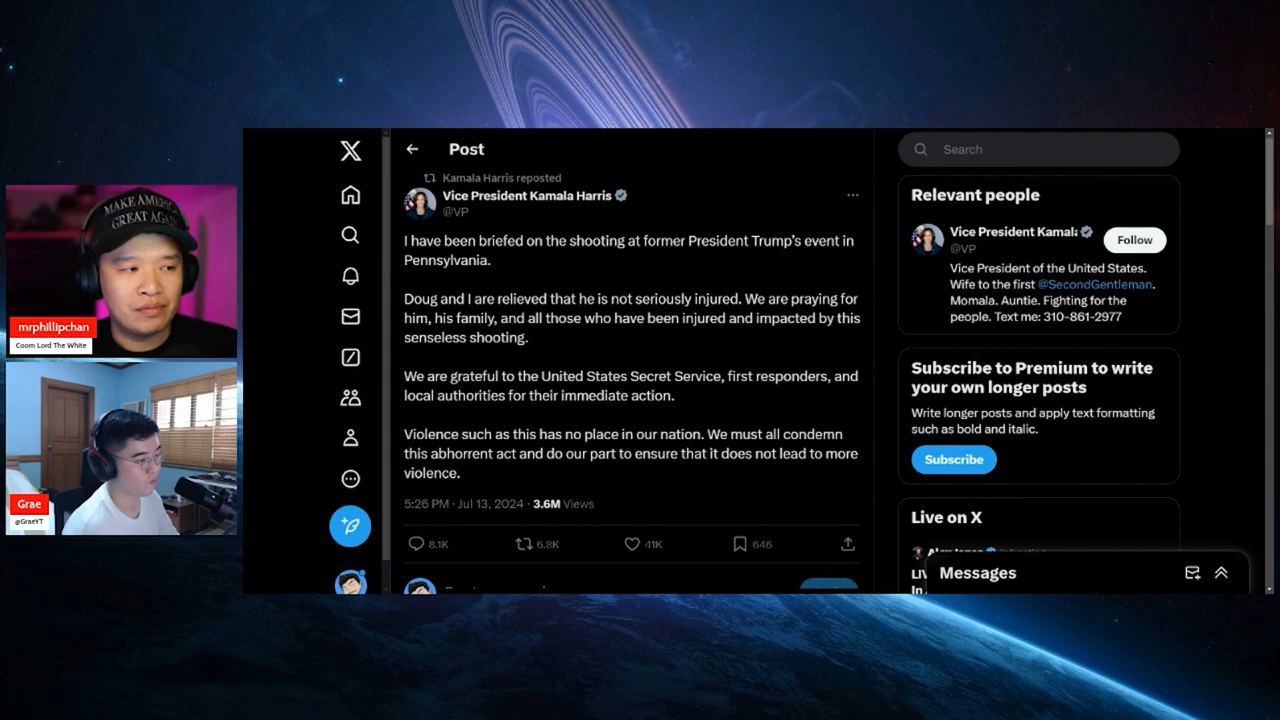 MAKE AMERICA
GREAT AGAIN
mrphillipchan
Coom Lord The White
Grae
@GraeYT
Post
Kamala Harris reposted
Vice President Kamala Harris
@VP
I have been briefed on the shooting at former President Trump’s event in
Pennsylvania.
Doug and I are relieved that he is not seriously injured. We are praying for
him, his family, and all those who have been injured and impacted by this
senseless shooting.
We are grateful to the United States Secret Service, first responders, and
local authorities for their immediate action.
Violence such as this has no place in our nation. We must all condemn
this abhorrent act and do our part to ensure that it does not lead to more
violence.
5:26 PM · Jul 13, 2024 · 3.6M Views
8.1K 6.8K 41K 646
Search
Relevant people
Vice President Kamala
@VP
Follow
Vice President of the United States.
Wife to the first @SecondGentleman.
Momala. Auntie. Fighting for the
people. Text me: 310-861-2977
Subscribe to Premium to write
your own longer posts
Write longer posts and apply text formatting
such as bold and italic.
Subscribe
Live on X
Messages